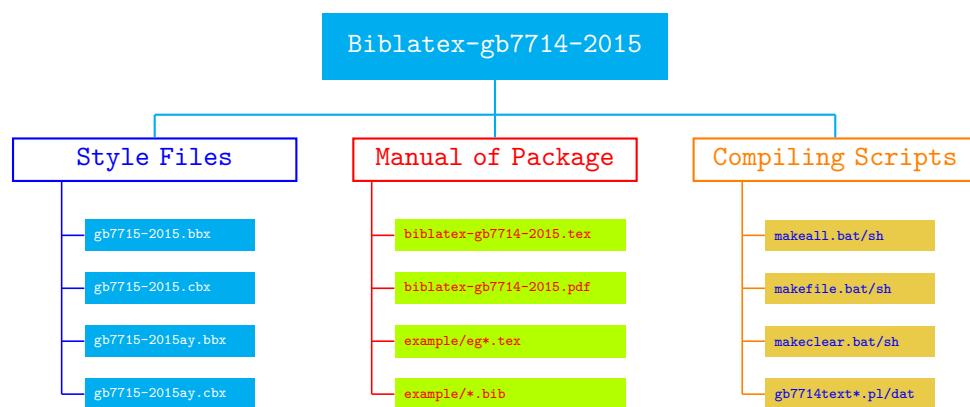 Biblatex-gb7714-2015
Style Files
gb7715-2015.bbx
gb7715-2015.cbx
gb7715-2015ay.bbx
gb7715-2015ay.cbx
Manual of Package
biblatex-gb7714-2015.tex
biblatex-gb7714-2015.pdf
example/eg*.tex
example/*.bib
Compiling Scripts
makeall.bat/sh
makefile.bat/sh
makeclear.bat/sh
gb7714text*.pl/dat